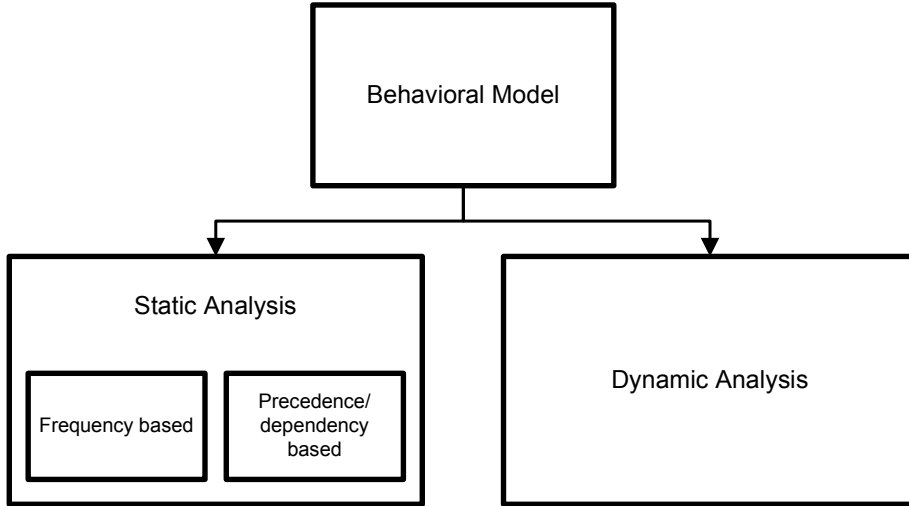 Behavioral Model
Static Analysis
Frequency based
Precedence/
dependency
based
Dynamic Analysis